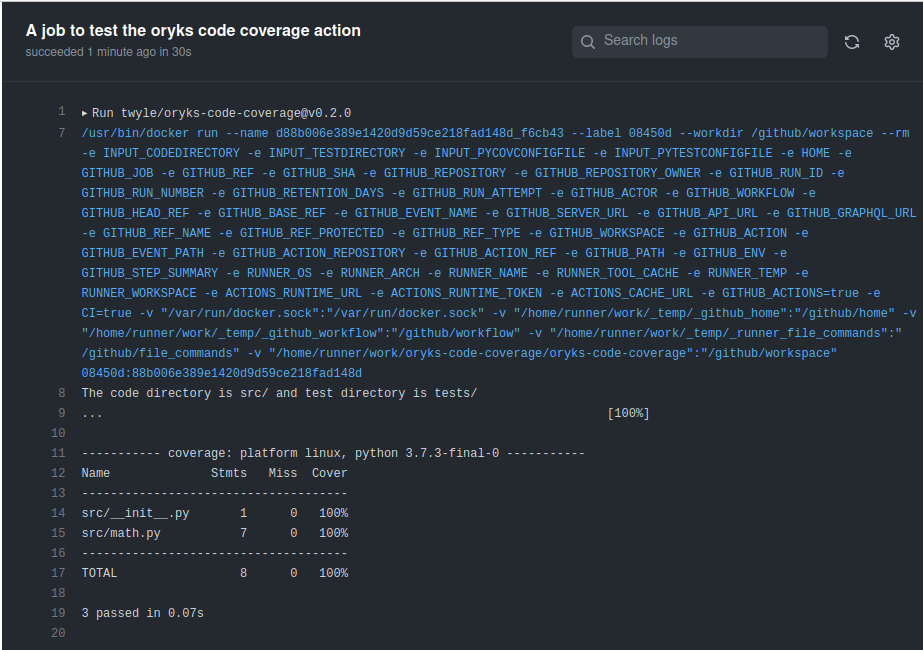 A job to test the oryks code coverage action
succeeded 1 minute ago in 30s
Search logs
1 ▸ Run twyle/oryks-code-coverage@v0.2.0
7 /usr/bin/docker run --name d88b006e389e1420d9d59ce218fad148d_f6cb43 --label 08450d --workdir /github/workspace --rm
-e INPUT_CODEDIRECTORY -e INPUT_TESTDIRECTORY -e INPUT_PYCOVCONFIGFILE -e INPUT_PYTESTCONFIGFILE -e HOME -e
GITHUB_JOB -e GITHUB_REF -e GITHUB_SHA -e GITHUB_REPOSITORY -e GITHUB_REPOSITORY_OWNER -e GITHUB_RUN_ID -e
GITHUB_RUN_NUMBER -e GITHUB_RETENTION_DAYS -e GITHUB_RUN_ATTEMPT -e GITHUB_ACTOR -e GITHUB_WORKFLOW -e
GITHUB_HEAD_REF -e GITHUB_BASE_REF -e GITHUB_EVENT_NAME -e GITHUB_SERVER_URL -e GITHUB_API_URL -e GITHUB_GRAPHQL_URL
-e GITHUB_REF_NAME -e GITHUB_REF_PROTECTED -e GITHUB_REF_TYPE -e GITHUB_WORKSPACE -e GITHUB_ACTION -e
GITHUB_EVENT_PATH -e GITHUB_ACTION_REPOSITORY -e GITHUB_ACTION_REF -e GITHUB_PATH -e GITHUB_ENV -e
GITHUB_STEP_SUMMARY -e RUNNER_OS -e RUNNER_ARCH -e RUNNER_NAME -e RUNNER_TOOL_CACHE -e RUNNER_TEMP -e
RUNNER_WORKSPACE -e ACTIONS_RUNTIME_URL -e ACTIONS_RUNTIME_TOKEN -e ACTIONS_CACHE_URL -e GITHUB_ACTIONS=true -e
CI=true -v "/var/run/docker.sock":"/var/run/docker.sock" -v "/home/runner/work/_temp/_github_home":"/github/home" -v
"/home/runner/work/_temp/_github_workflow":"/github/workflow" -v "/home/runner/work/_temp/_runner_file_commands":"
/github/file_commands" -v "/home/runner/work/oryks-code-coverage/oryks-code-coverage":"/github/workspace"
08450d:88b006e389e1420d9d59ce218fad148d
8 The code directory is src/ and test directory is tests/
9 ... [100%]
10
11 ----------- coverage: platform linux, python 3.7.3-final-0 -----------
12 Name Stmts Miss Cover
13 -------------------------------------
14 src/__init__.py 1 0 100%
15 src/math.py 7 0 100%
16 -------------------------------------
17 TOTAL 8 0 100%
18
19 3 passed in 0.07s
20